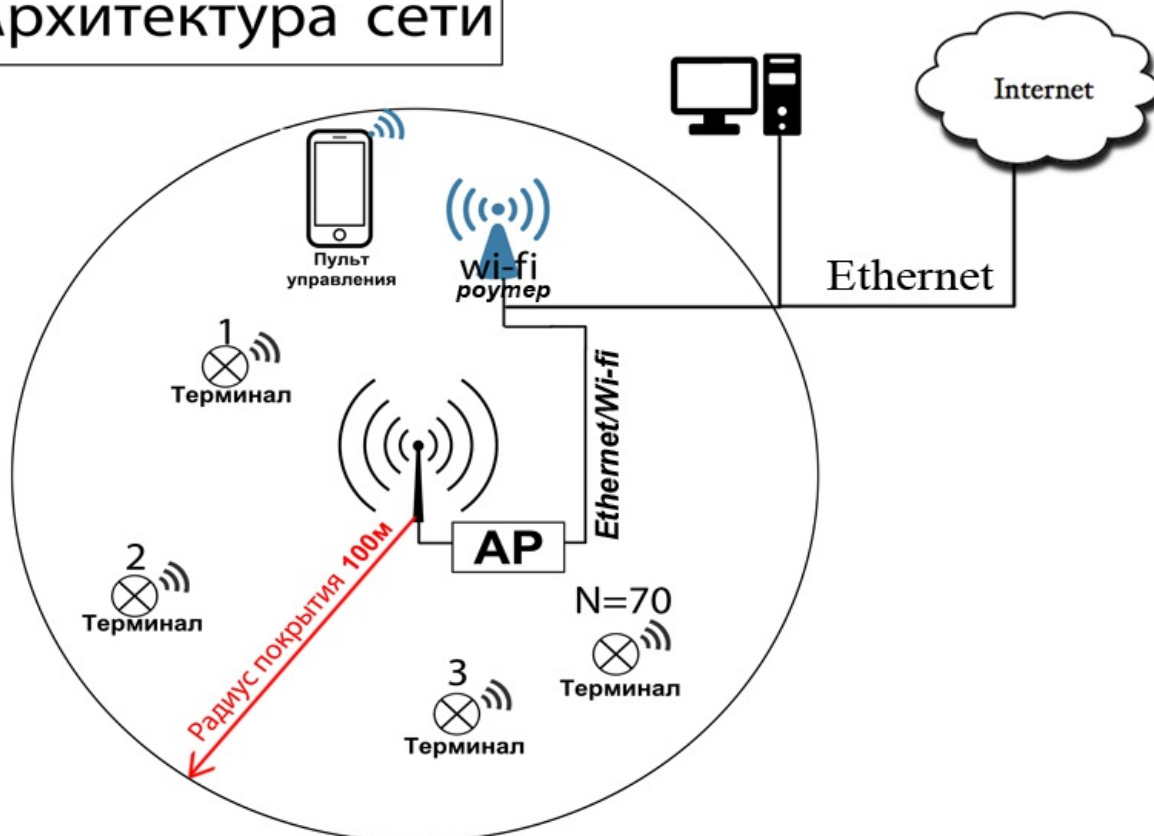 Архитектура сети
Internet
Пульт
управления
wi-fi
роутер
Ethernet
1
Терминал
Ethernet/Wi-fi
AP
Радиус покрытия 100м
2
Терминал
N=70
Терминал
3
Терминал